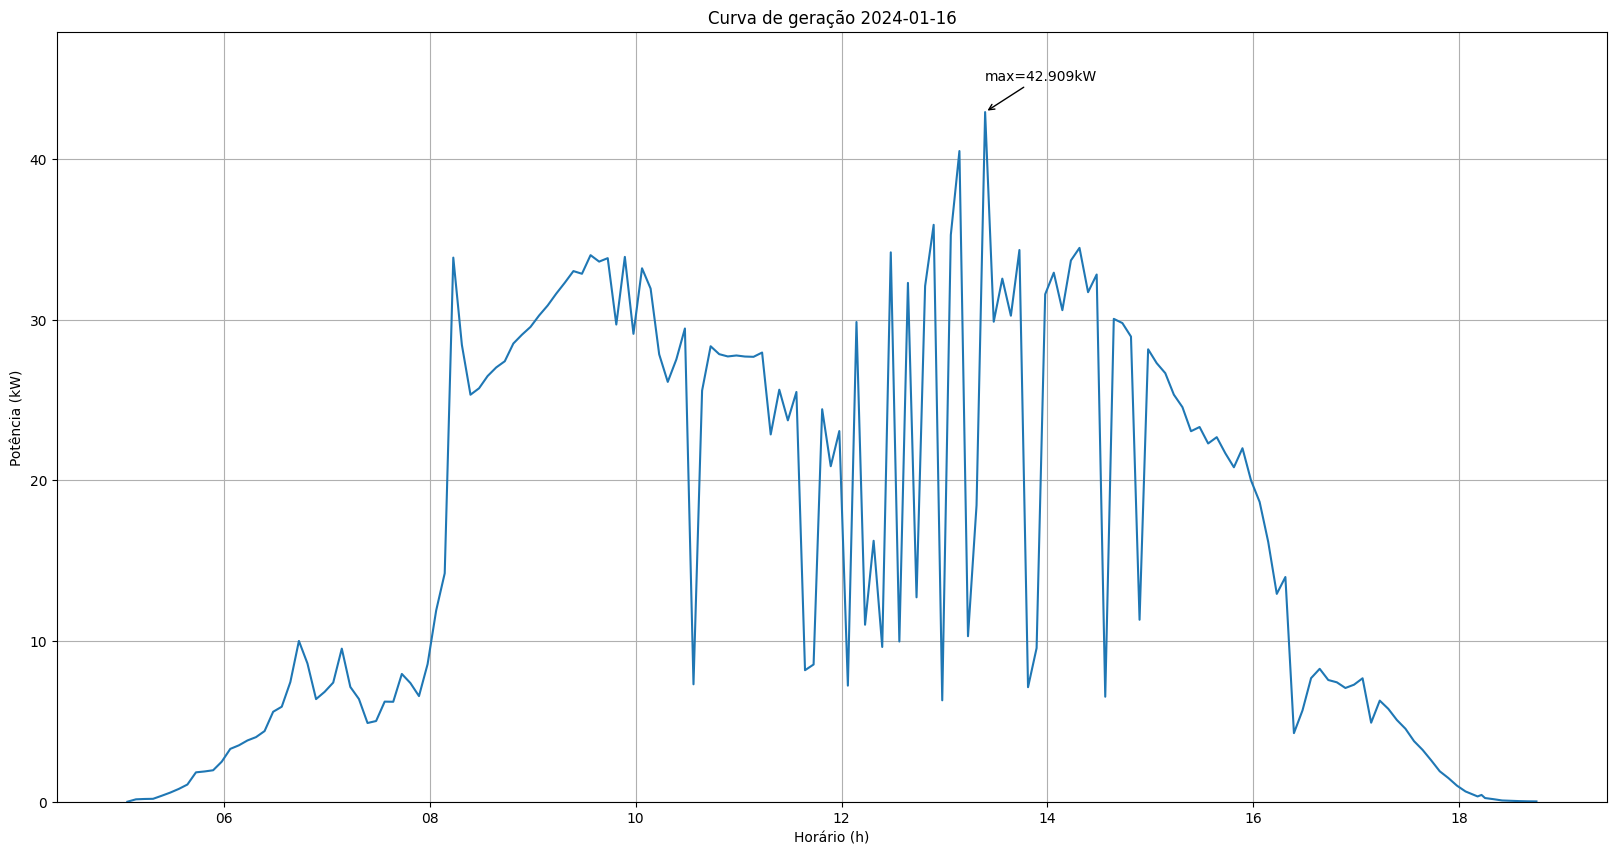 Curva de geração 2024-01-16
max=42.909kW
Potência (kW)
40
30
20
10
0
06 08 10 12 14 16 18
Horário (h)